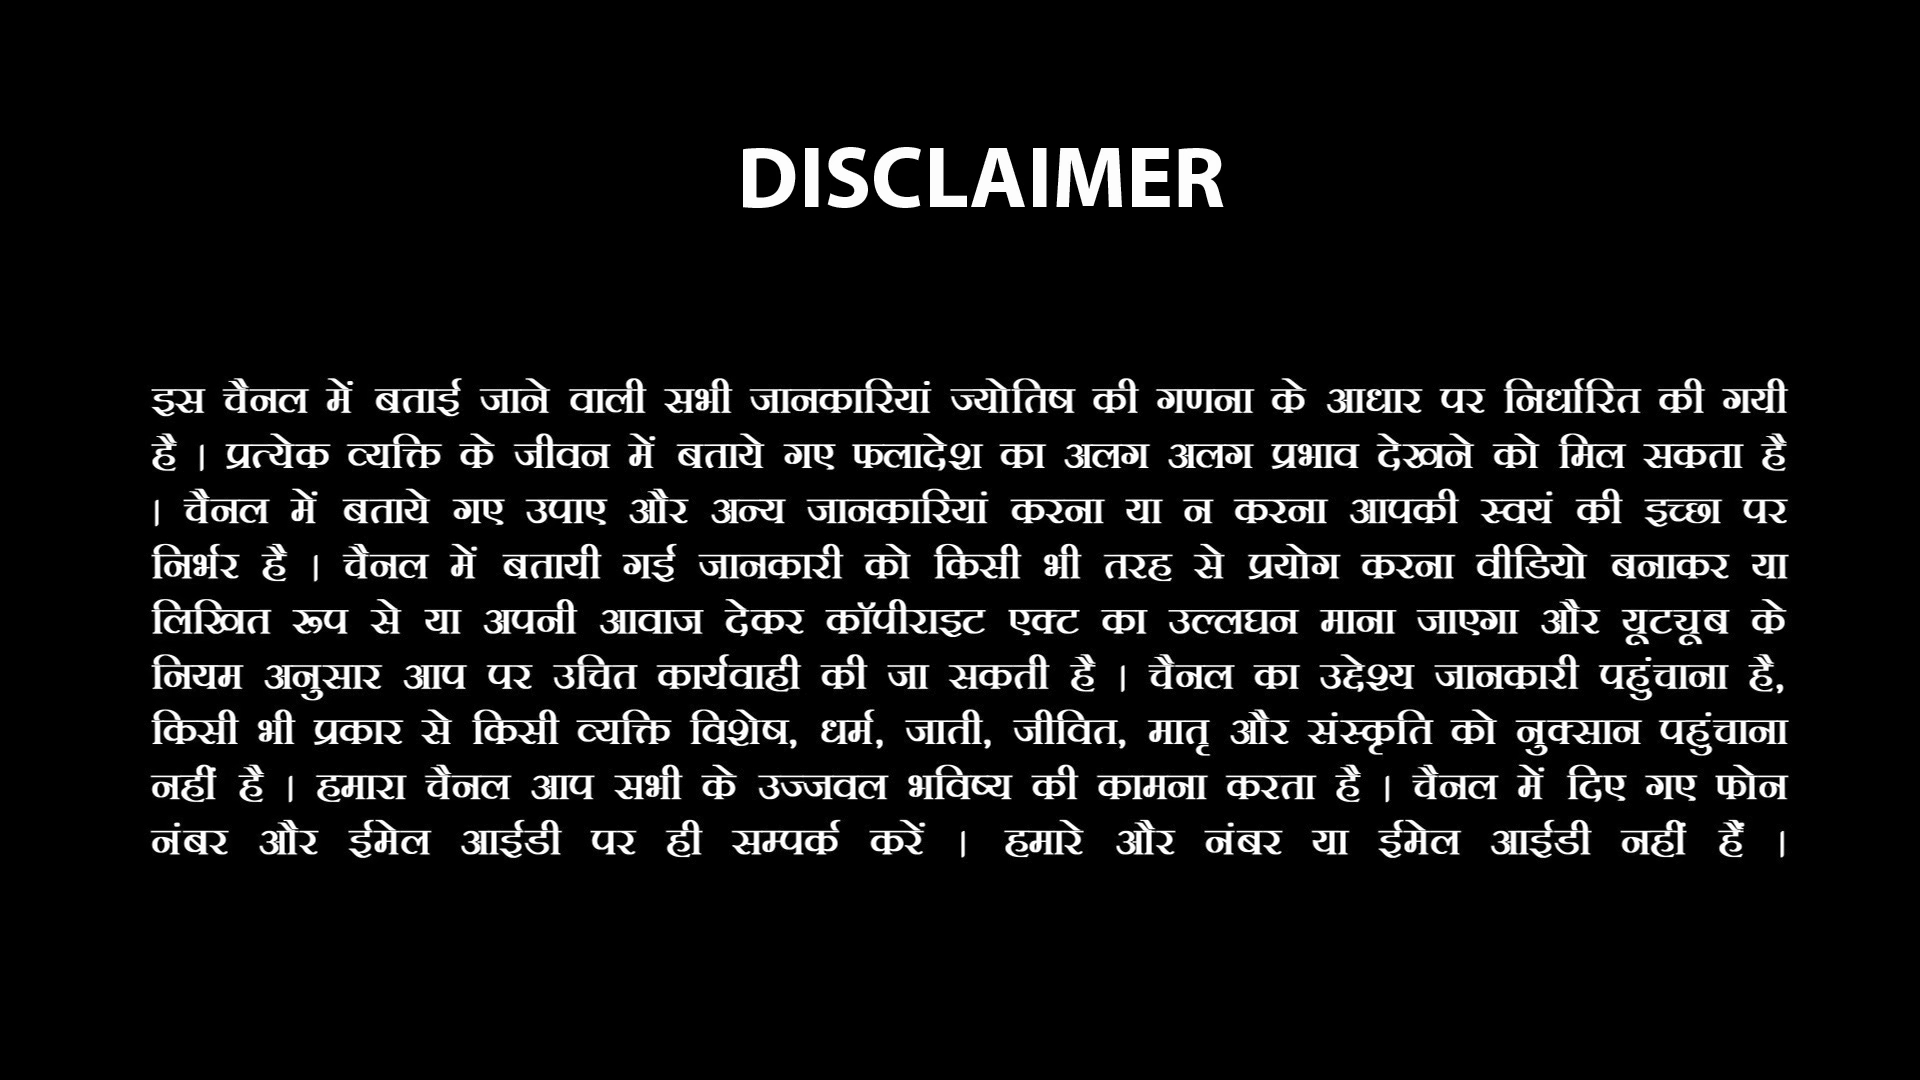 DISCLAIMER
इस चैनल में बताई जाने वाली सभी जानकारियां ज्योतिष की गणना के आधार पर निर्धारित की गयी
है । प्रत्येक व्यक्ति के जीवन में बताये गए फलादेश का अलग अलग प्रभाव देखने को मिल सकता है
। चैनल में बताये गए उपाए और अन्य जानकारियां करना या न करना आपकी स्वयं की इच्छा पर
निर्भर है । चैनल में बतायी गई जानकारी को किसी भी तरह से प्रयोग करना वीडियो बनाकर या
लिखित रूप से या अपनी आवाज देकर कॉपीराइट एक्ट का उल्लघन माना जाएगा और यूटच्यूब के
नियम अनुसार आप पर उचित कार्यवाही की जा सकती है । चैनल का उद्देश्य जानकारी पहुंचाना है,
किसी भी प्रकार से किसी व्यक्ति विशेष, धर्म, जाती, जीवित, मातृ और संस्कृति को नुक्सान पहुंचाना
नहीं है । हमारा चैनल आप सभी के उज्जवल भविष्य की कामना करता है । चैनल में दिए गए फोन
नंबर और ईमेल आईडी पर ही सम्पर्क करें । हमारे और नंबर या ईमेल आईडी नहीं हैं ।